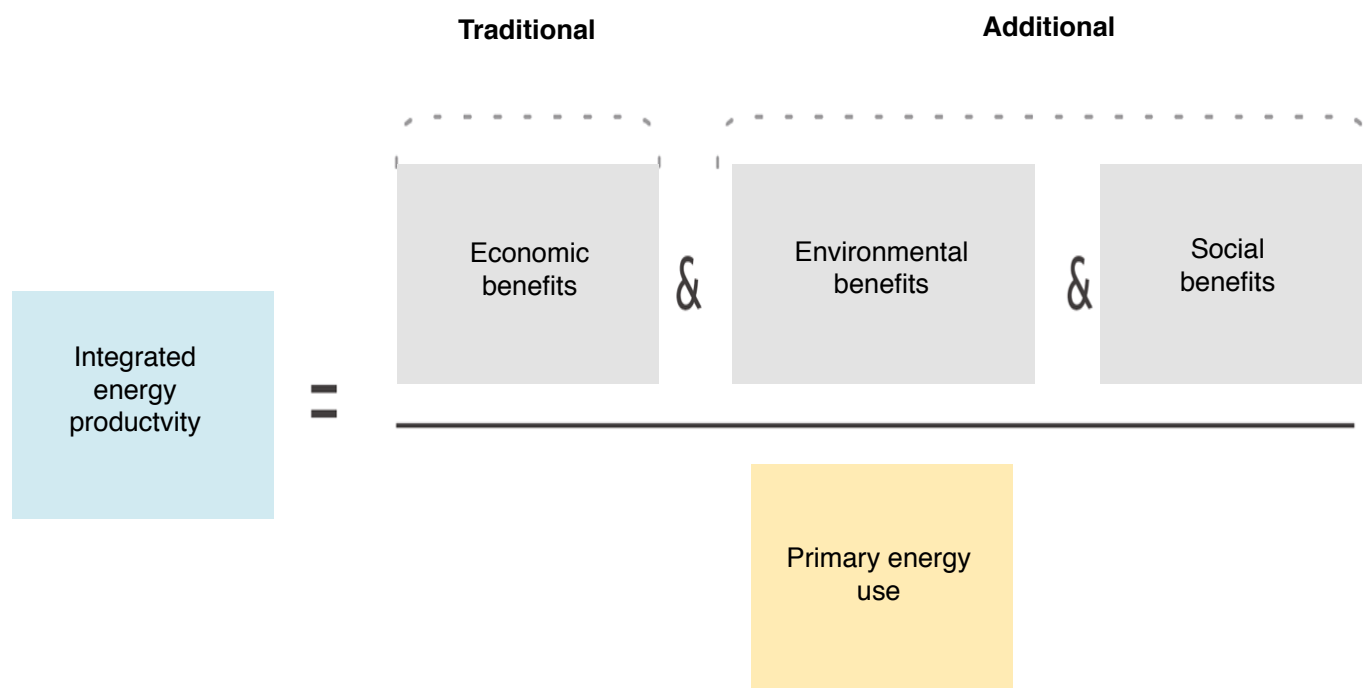 Traditional
Additional
Economic
benefits
&
Environmental
benefits
&
Social
benefits
Integrated
energy
productvity
=
Primary energy
use